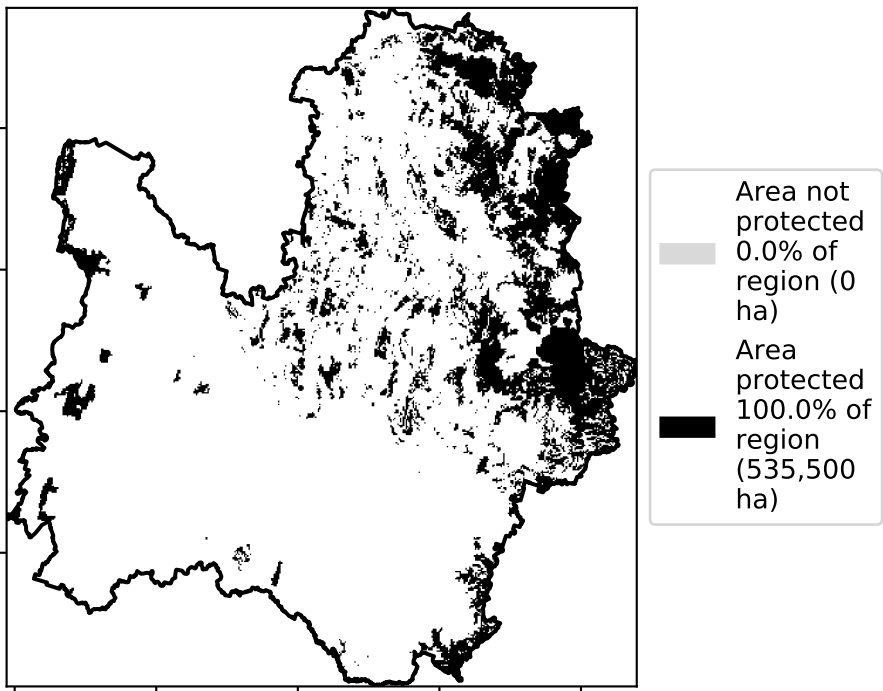 Area not
protected
0.0% of
region (0
ha)
Area
protected
100.0% of
region
(535,500
ha)